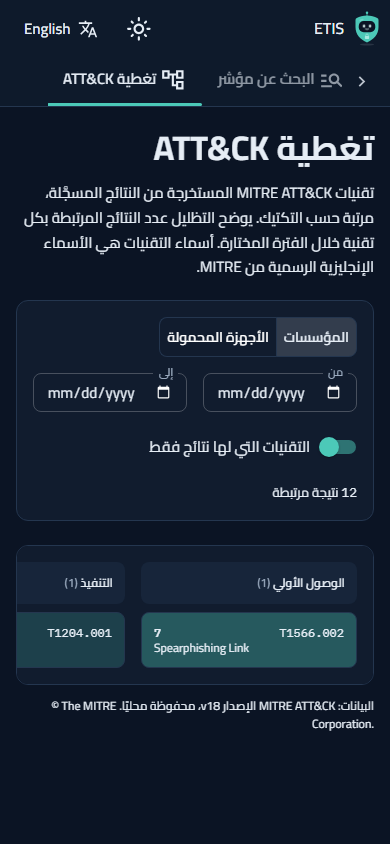 ETIS
English
البحث عن مؤشر
تغطية ATT&CK
تغطية ATT&CK
تقنيات MITRE ATT&CK المستخرجة من النتائج المسجَّلة،
مرتبة حسب التكتيك. يوضح التظليل عدد النتائج المرتبطة بكل
تقنية خلال الفترة المختارة. أسماء التقنيات هي الأسماء
الإنجليزية الرسمية من MITRE.
المؤسسات
الأجهزة المحمولة
من
mm/dd/yyyy
إلى
mm/dd/yyyy
التقنيات التي لها نتائج فقط
12 نتيجة مرتبطة
الوصول الأولي (1)
التنفيذ (1)
T1566.002
7
Spearphishing Link
T1204.001
البيانات: MITRE ATT&CK الإصدار v18، محفوظة محليًا. © The MITRE
Corporation.